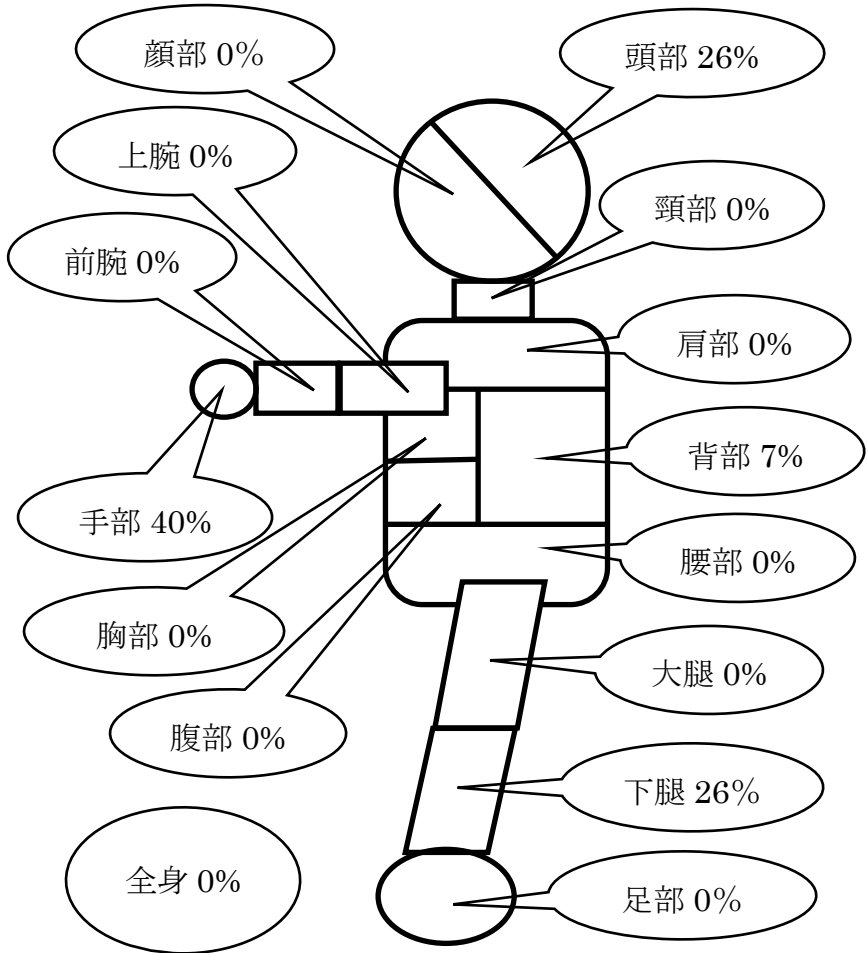 顔部 0%
頭部 26%
上腕 0%
頸部 0%
前腕 0%
肩部 0%
背部 7%
手部 40%
腰部 0%
胸部 0%
大腿 0%
腹部 0%
下腿 26%
全身 0%
足部 0%